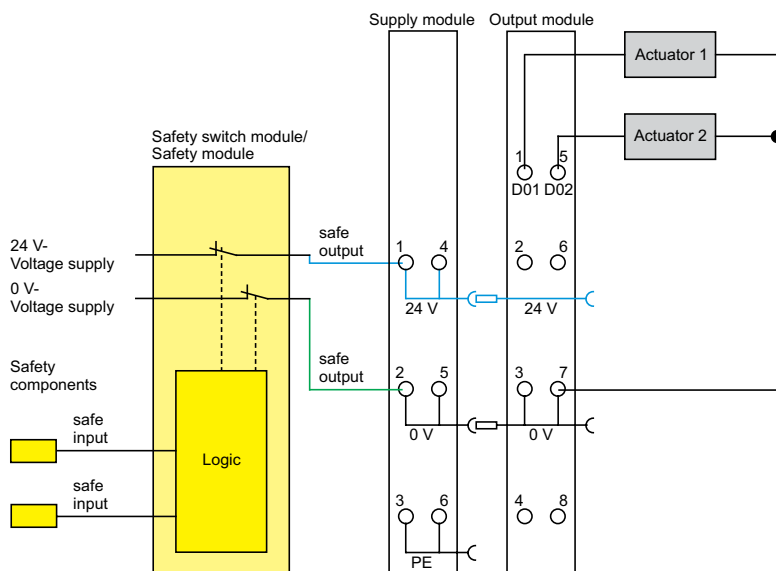 Supply module
Output module
Actuator 1
Actuator 2
Safety switch module/
Safety module
1
5
D01
D02
24 V-
Voltage supply
safe
output
1
4
2
6
0 V-
Voltage supply
24 V
24 V
Safety
components
safe
output
2
5
3
7
safe
input
0 V
0 V
Logic
safe
input
3
6
4
8
PE